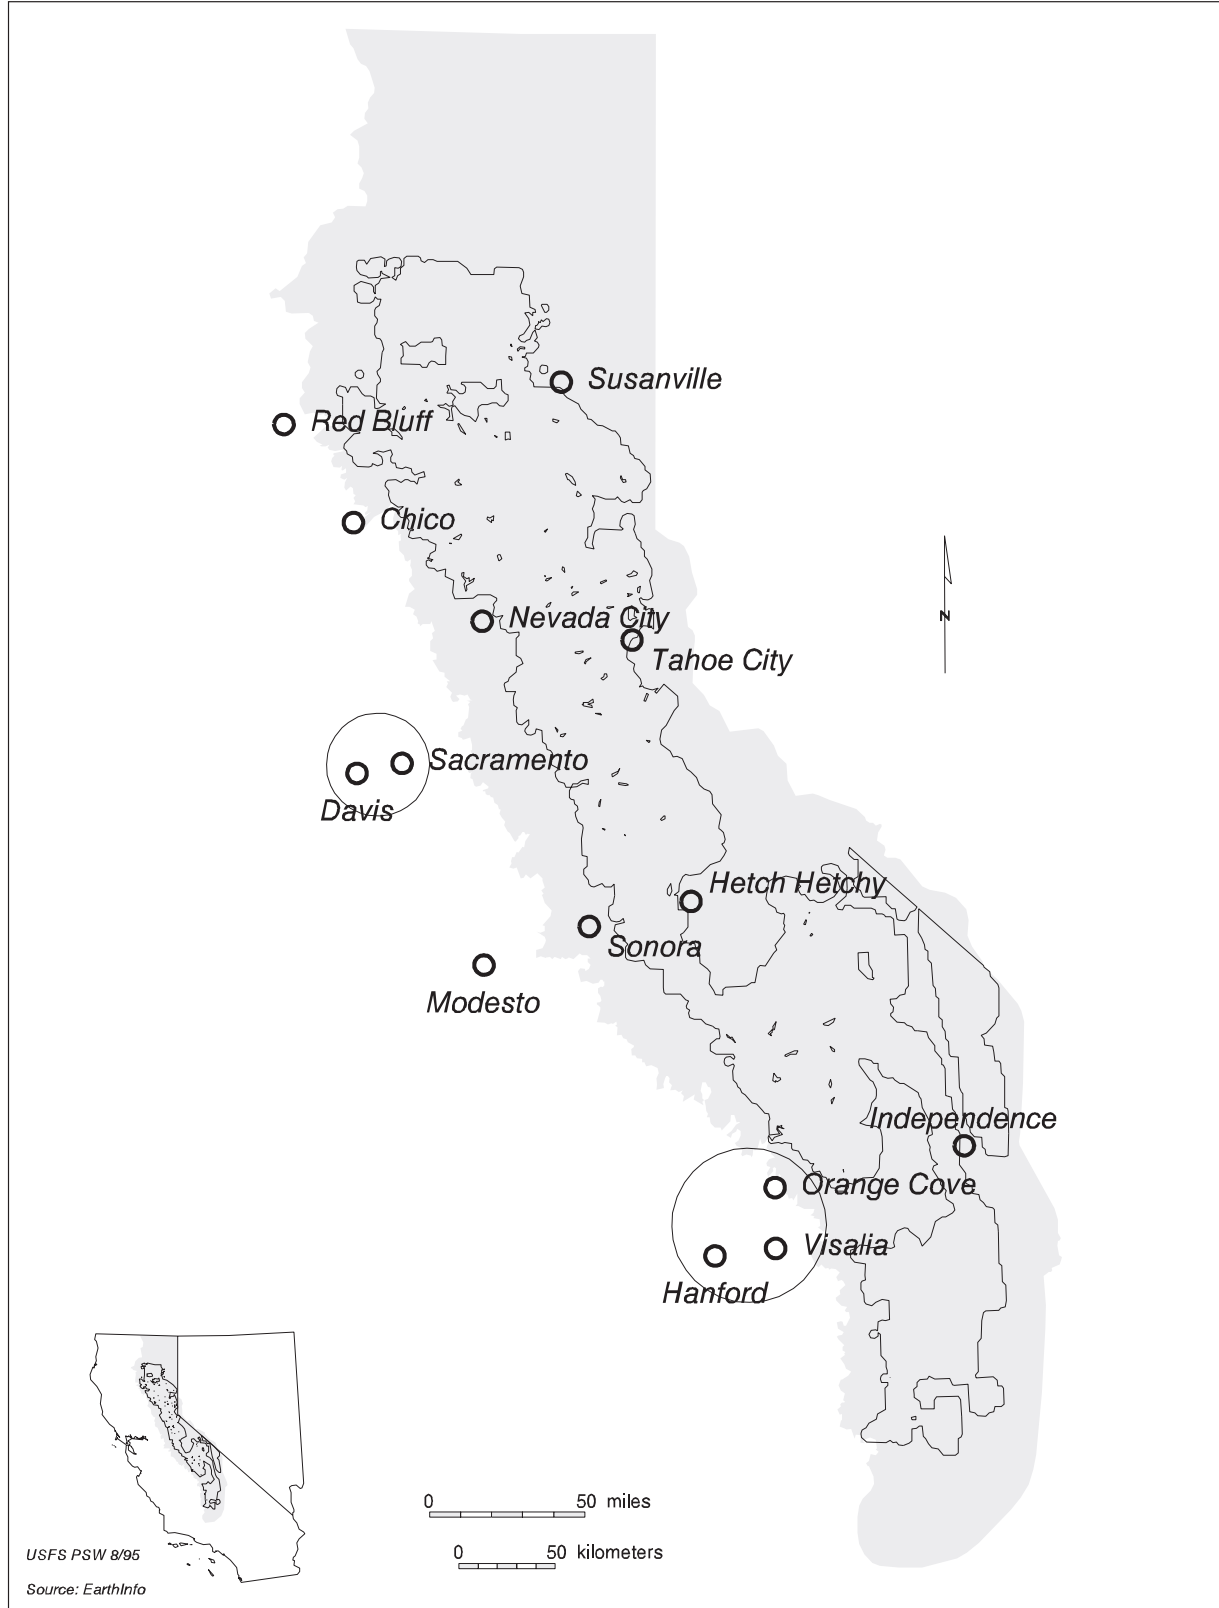 Susanville
Red Bluff
Chico
N
Nevada City
Tahoe City
Sacramento
Davis
Hetch Hetchy
Sonora
Modesto
Independence
Orange Cove
Visalia
Hanford
0 50 miles
0 50 kilometers
USFS PSW 8/95
Source: EarthInfo